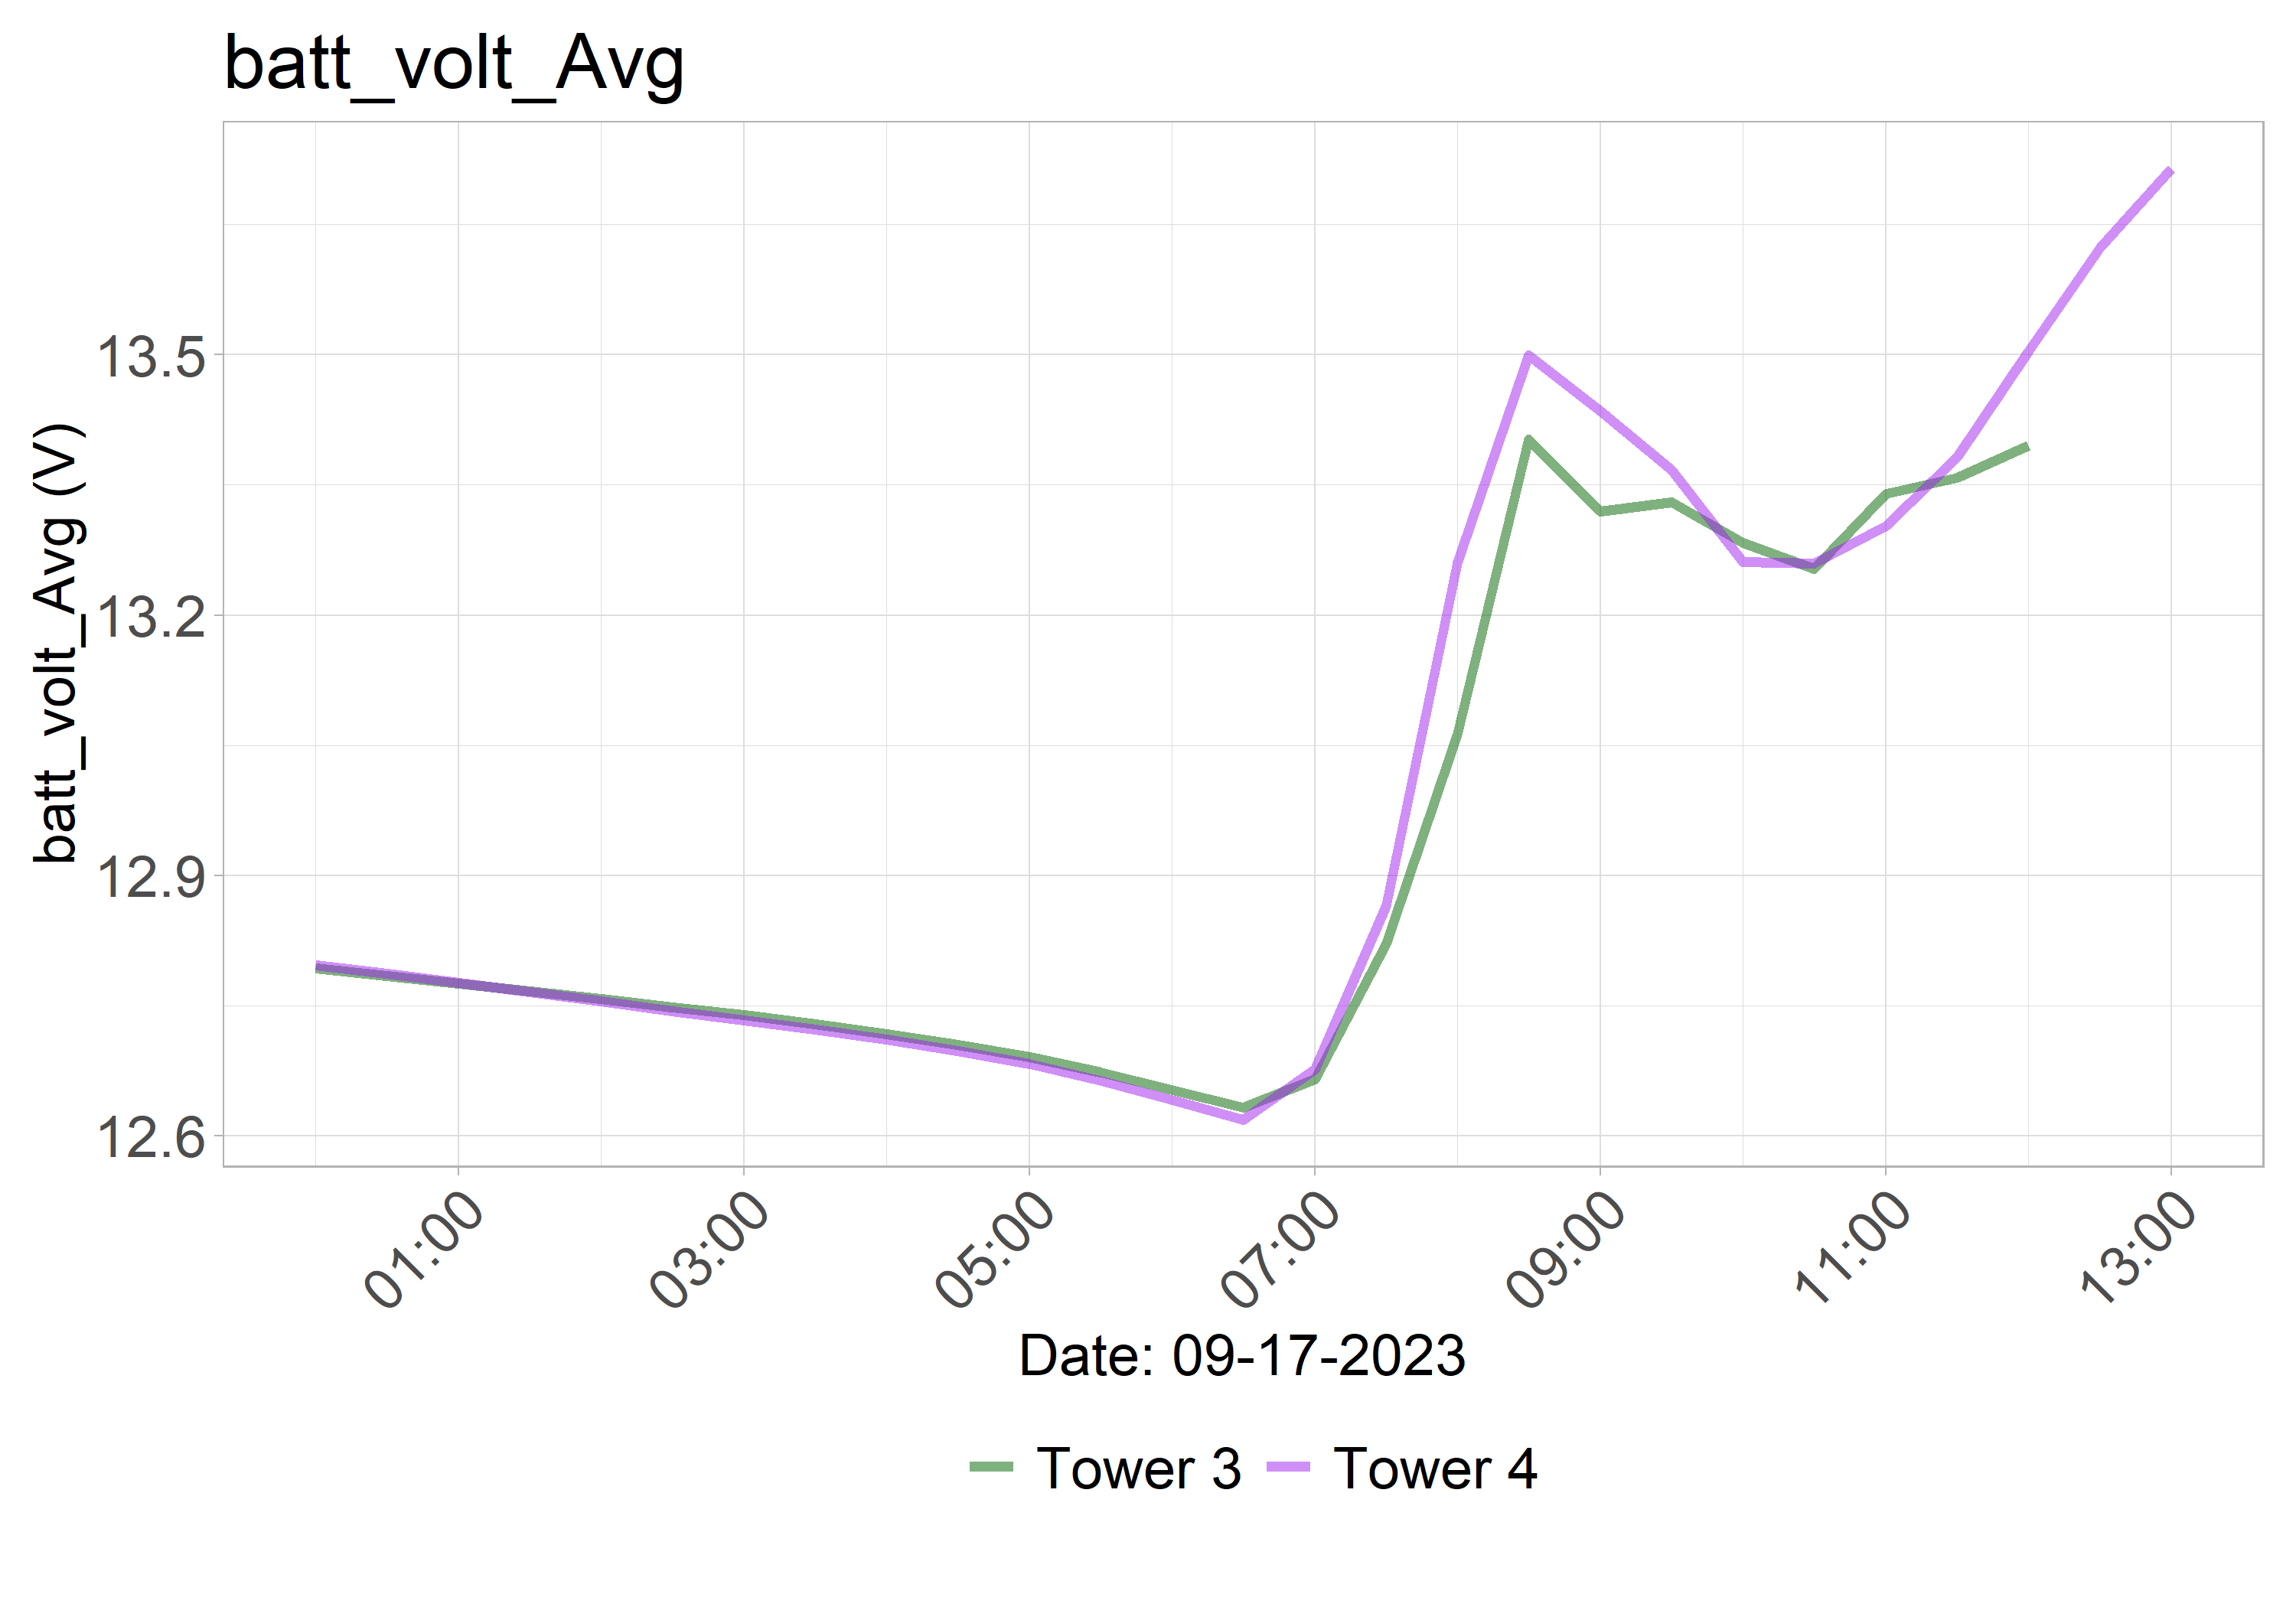 batt_volt_Avg
batt_volt_Avg (V)
13.5
13.2
12.9
12.6
01:00 03:00 05:00 07:00 09:00 11:00 13:00
Date: 09-17-2023
Tower 3 Tower 4